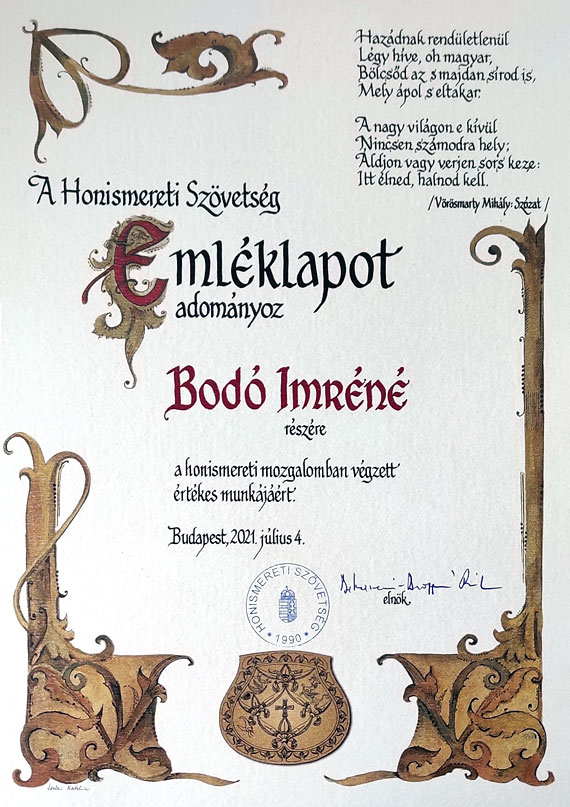 Hazádnak rendületlenül
Légy híve, oh magyar,
Bölcsőd az s majdan sírod is,
Mely ápol s eltakar.
A nagy világon e kívül
Nincsen számodra hely;
Áldjon vagy verjen sors keze:
Itt élned, halnod kell.
/Vörösmarty Mihály: Szózat /
A Honismereti Szövetség
Emléklapot
adományoz
Bodó Imréné
részére
a honismereti mozgalomban végzett
értékes munkájáért.
Budapest, 2021. július 4.
HONISMERETI SZÖVETSÉG
• 1990 •
elnök